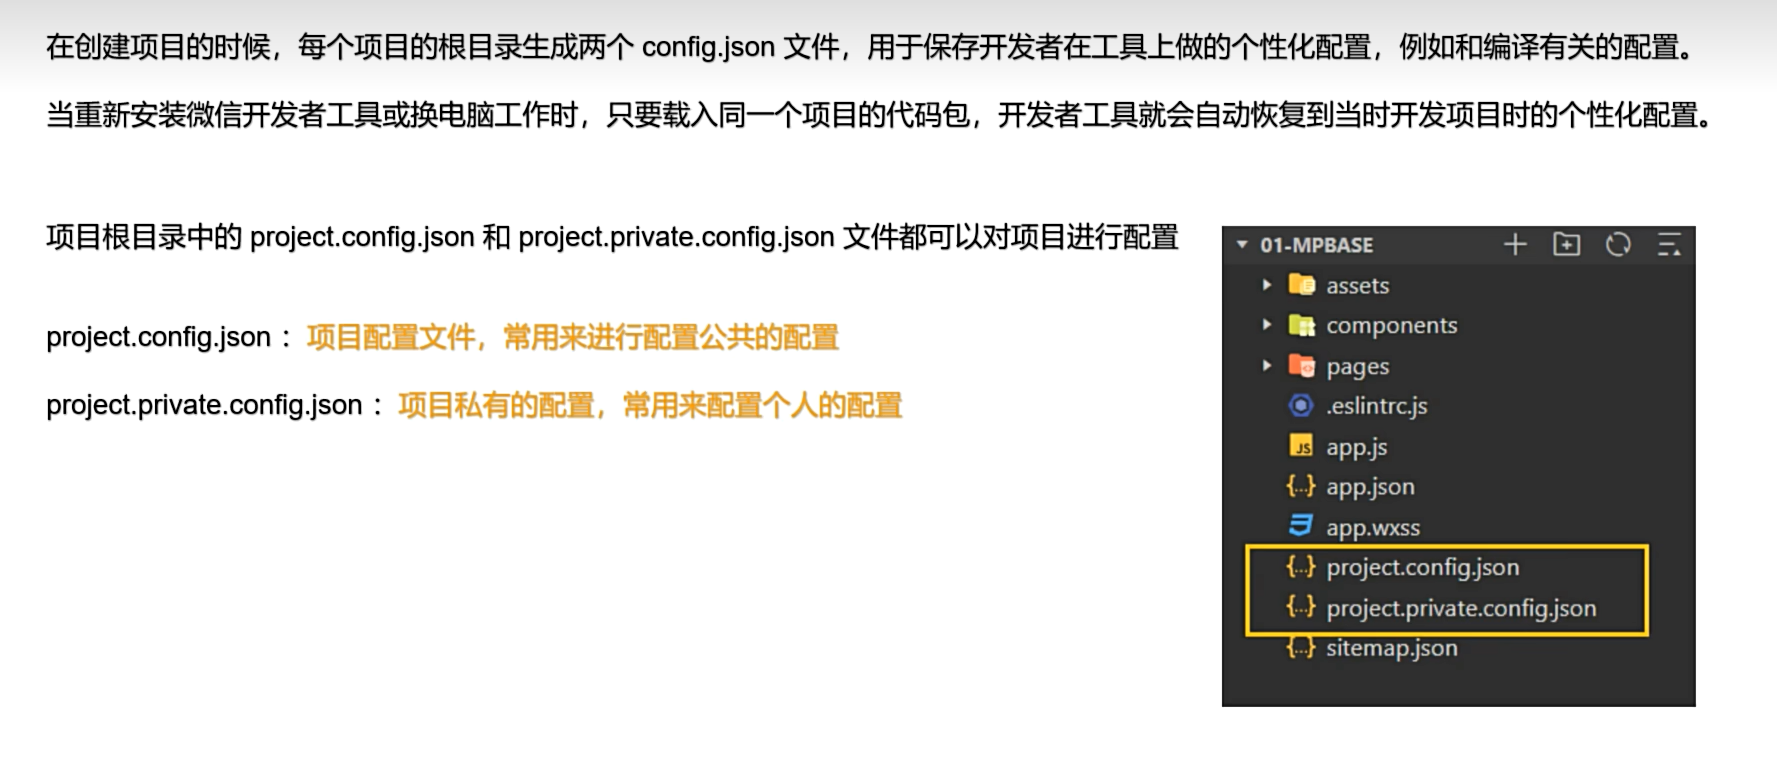 在创建项目的时候，每个项目的根目录生成两个 config.json 文件，用于保存开发者在工具上做的个性化配置，例如和编译有关的配置。
当重新安装微信开发者工具或换电脑工作时，只要载入同一个项目的代码包，开发者工具就会自动恢复到当时开发项目时的个性化配置。
项目根目录中的 project.config.json 和 project.private.config.json 文件都可以对项目进行配置
project.config.json： 项目配置文件，常用来进行配置公共的配置
project.private.config.json： 项目私有的配置，常用来配置个人的配置
01-MPBASE
assets
components
pages
.eslintrc.js
JS app.js
{..} app.json
app.wxss
{..} project.config.json
{..} project.private.config.json
{..} sitemap.json